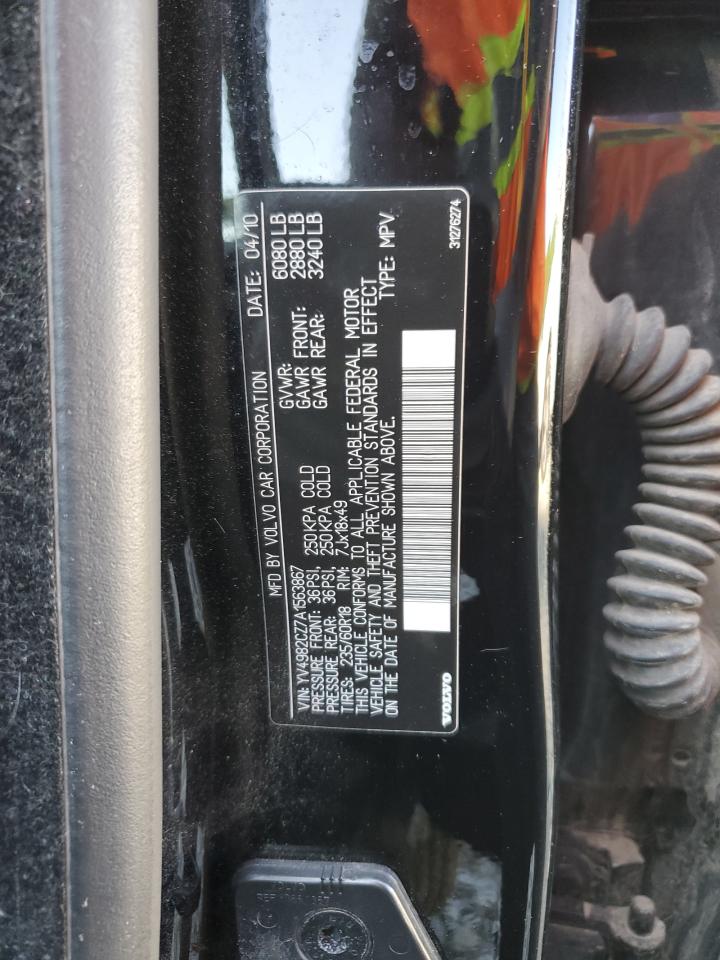 MFD BY VOLVO CAR CORPORATION DATE: 04/10
VIN: YV4982CZ7A1563867 GVWR: 6080 LB
PRESSURE FRONT: 36PSI, 250KPA COLD GAWR FRONT: 2880 LB
PRESSURE REAR: 36PSI, 250KPA COLD GAWR REAR: 3240 LB
TIRES: 235/60R18 RIM: 7Jx18x49
THIS VEHICLE CONFORMS TO ALL APPLICABLE FEDERAL MOTOR
VEHICLE SAFETY AND THEFT PREVENTION STANDARDS IN EFFECT
ON THE DATE OF MANUFACTURE SHOWN ABOVE. TYPE: MPV
VOLVO 31276274
REF